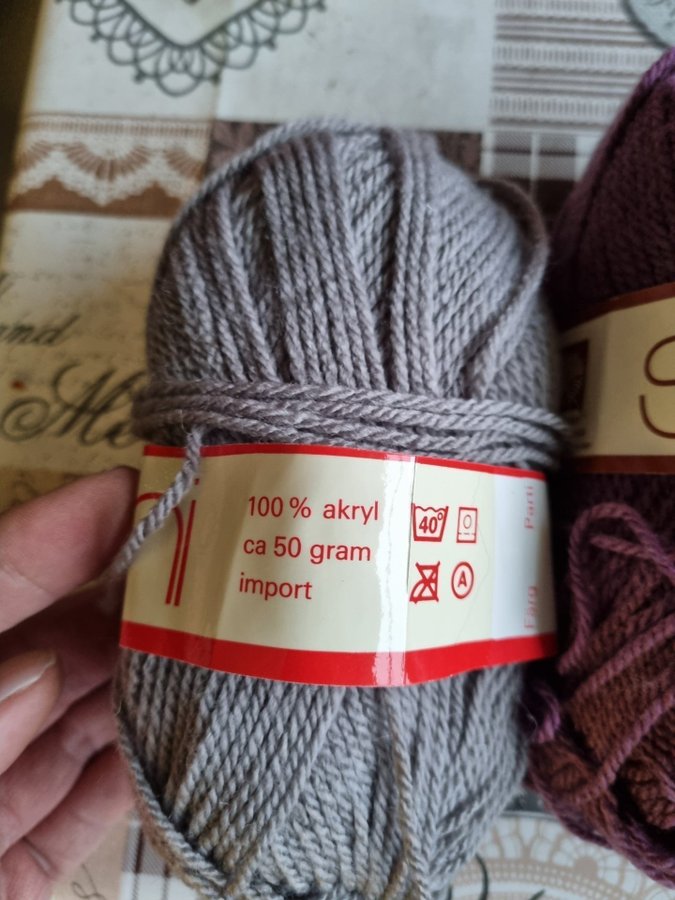 100 % akryl
ca 50 gram
import
40°
A
Parti
Färg